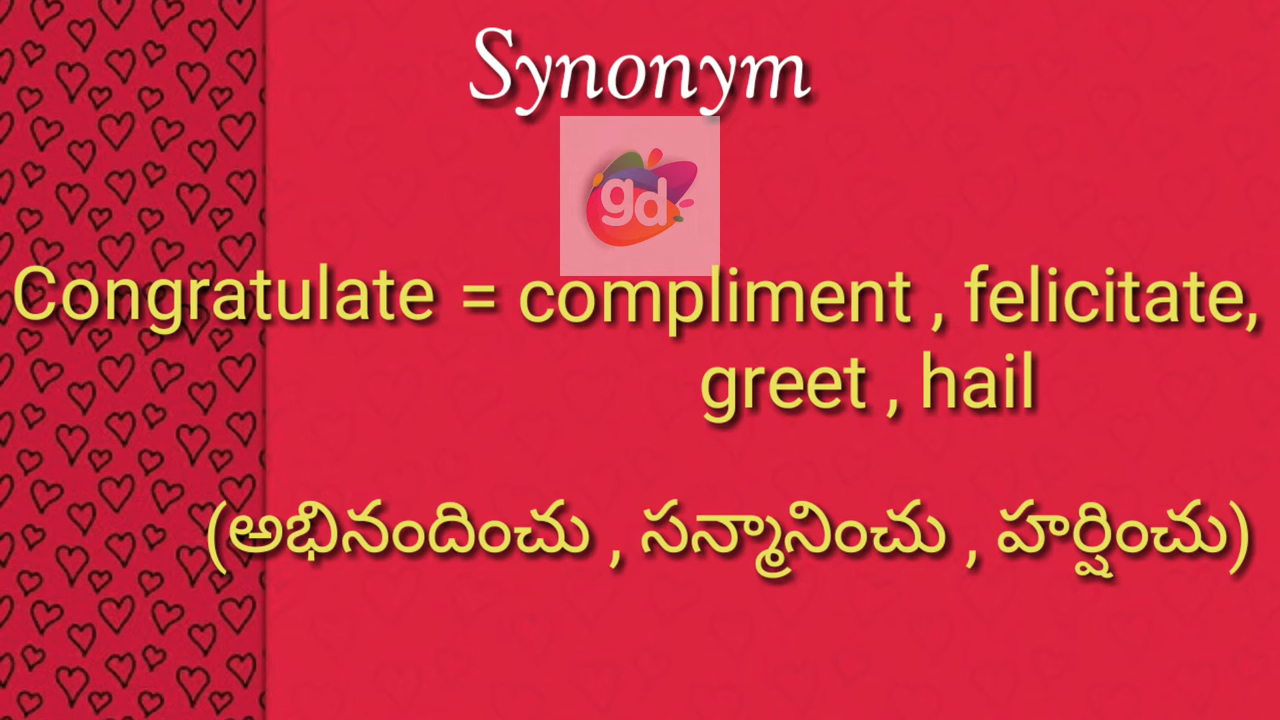 Synonym
gd
Congratulate = compliment , felicitate,
greet , hail
(అభినందించు , సన్మానించు , హర్షించు)